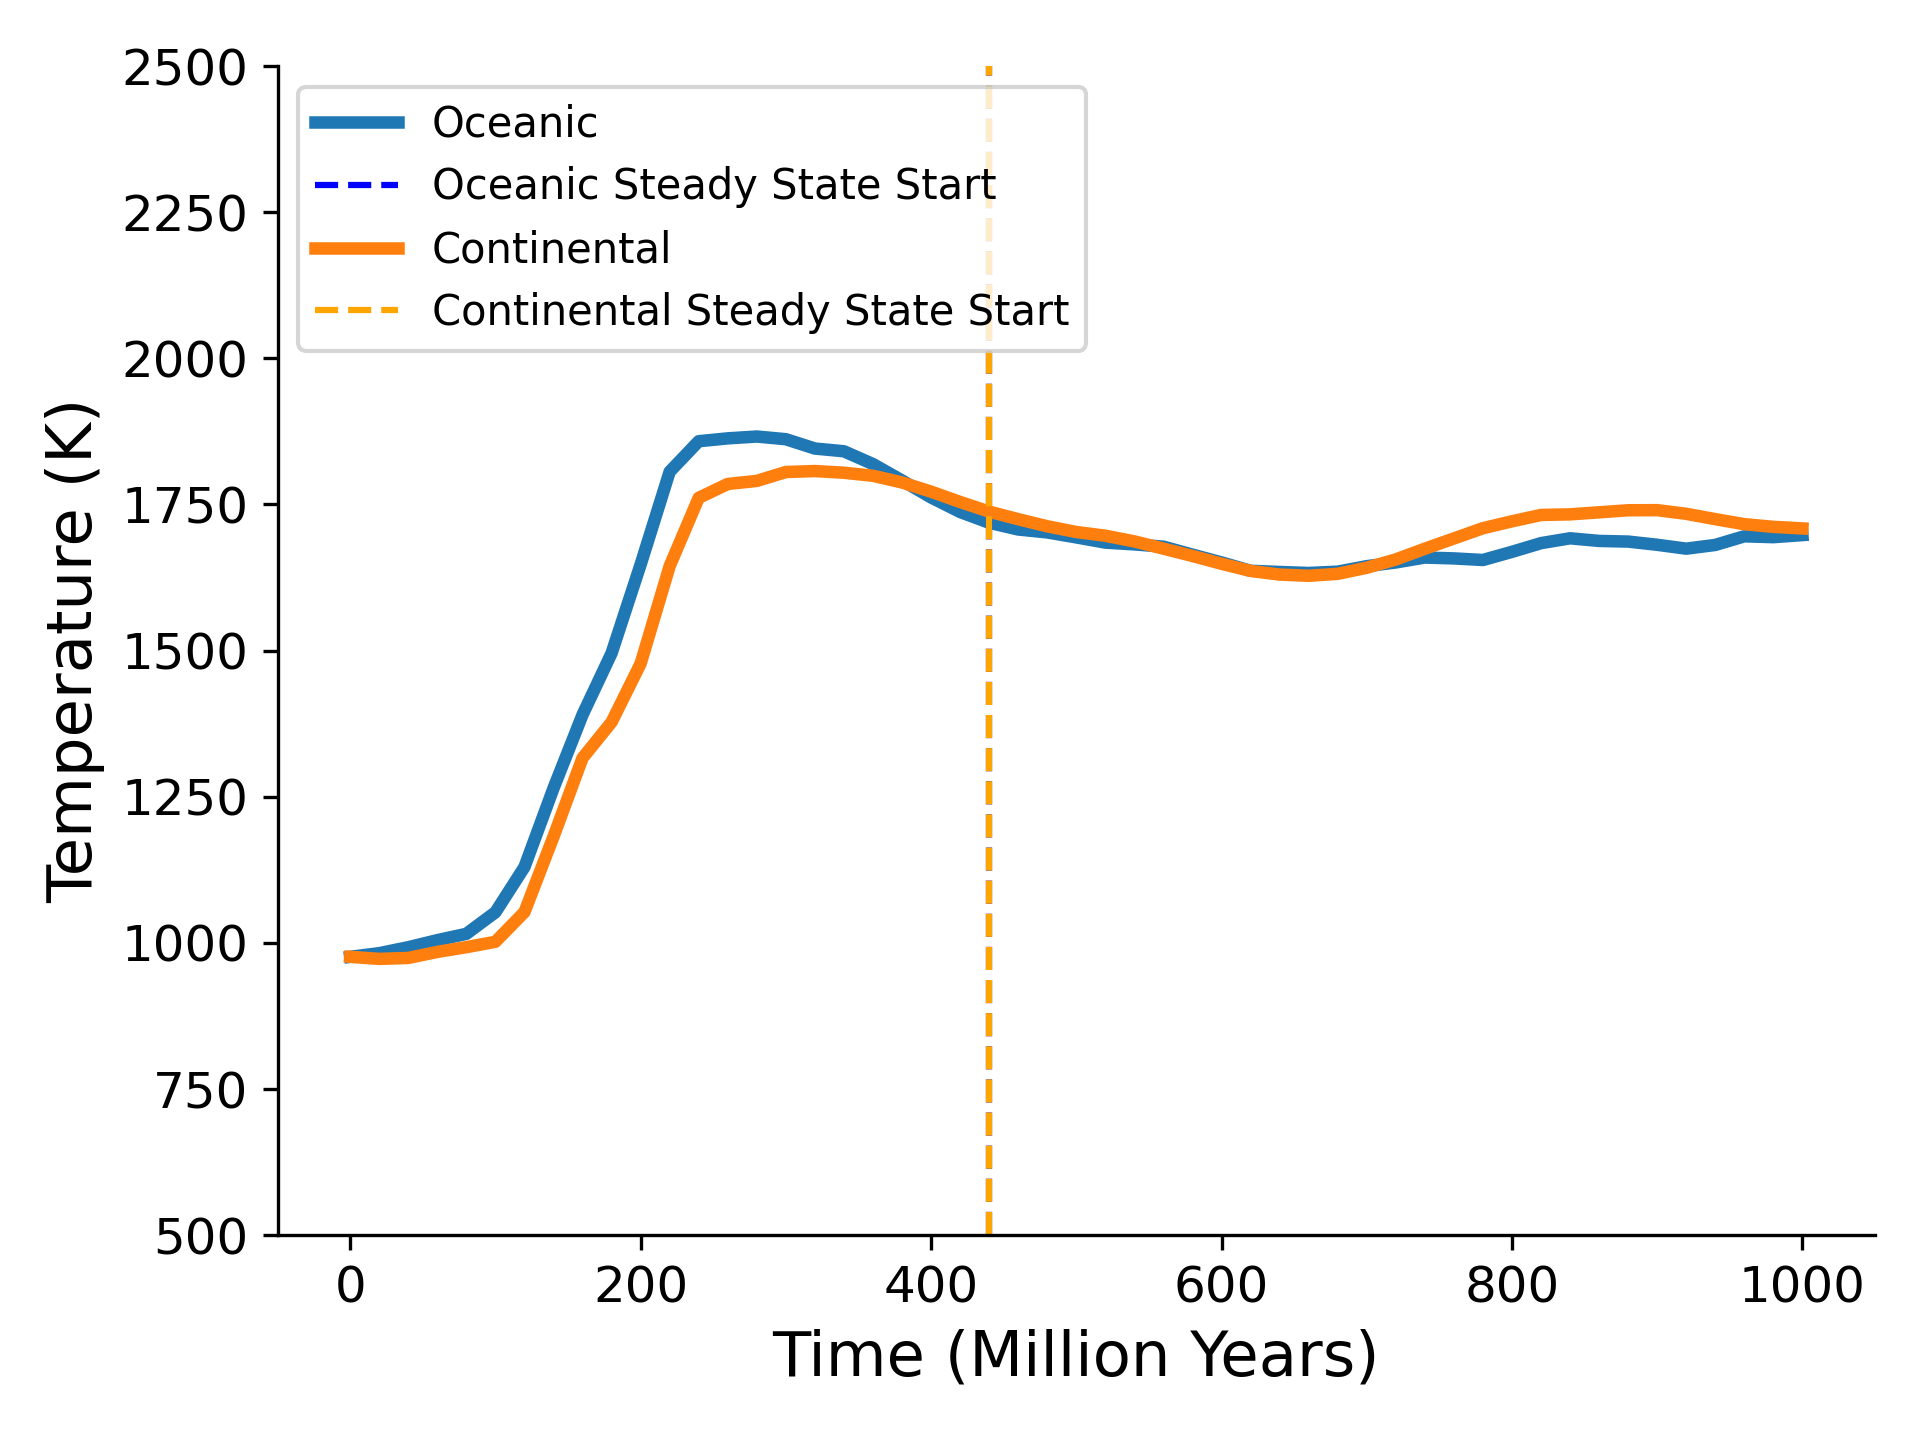 2500
2250
2000
1750
1500
1250
1000
750
500
Temperature (K)
Oceanic
Oceanic Steady State Start
Continental
Continental Steady State Start
0 200 400 600 800 1000
Time (Million Years)